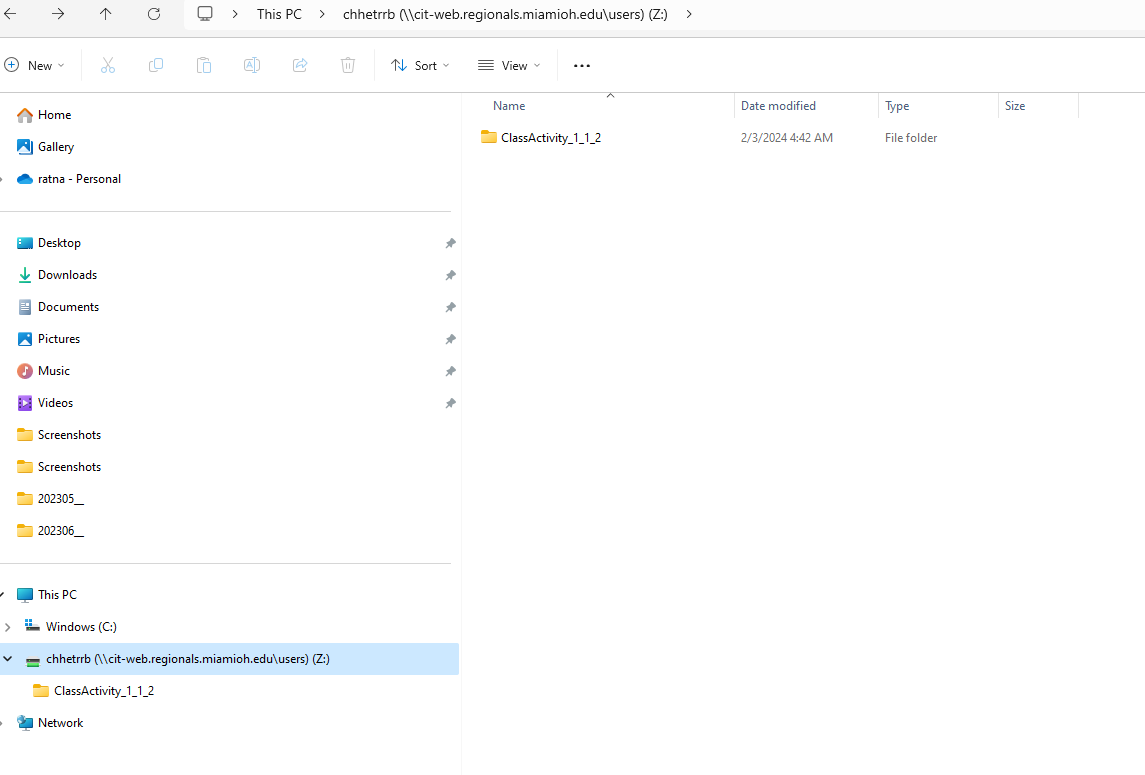 This PC
chhetrrb (\\cit-web.regionals.miamioh.edu\users) (Z:)
New
Sort
View
Home
Gallery
ratna - Personal
Desktop
Downloads
Documents
Pictures
Music
Videos
Screenshots
Screenshots
202305__
202306__
This PC
Windows (C:)
chhetrrb (\\cit-web.regionals.miamioh.edu\users) (Z:)
ClassActivity_1_1_2
Network
Name Date modified Type Size
ClassActivity_1_1_2 2/3/2024 4:42 AM File folder